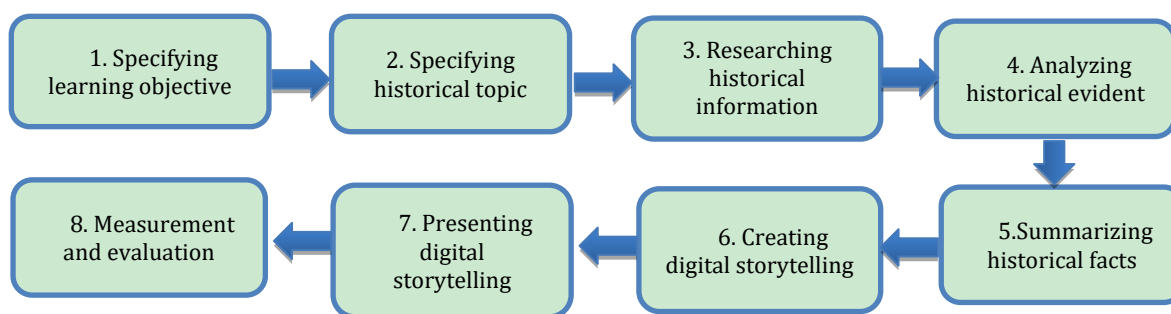 1. Specifying
learning objective
2. Specifying
historical topic
3. Researching
historical
information
4. Analyzing
historical evident
5.Summarizing
historical facts
6. Creating
digital storytelling
7. Presenting
digital
storytelling
8. Measurement
and evaluation